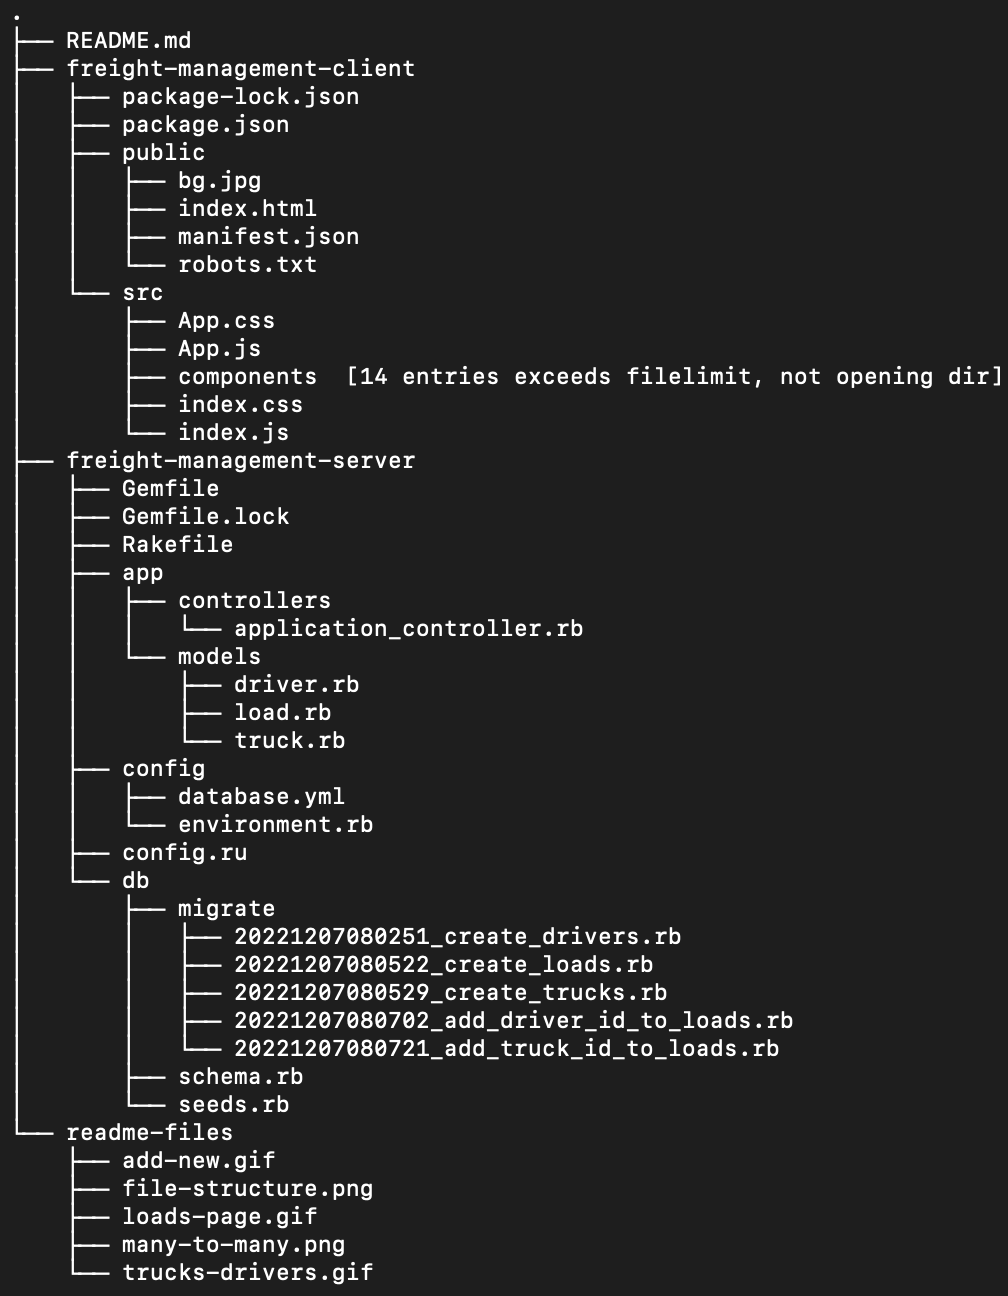 .
├── README.md
├── freight-management-client
│   ├── package-lock.json
│   ├── package.json
│   ├── public
│   │   ├── bg.jpg
│   │   ├── index.html
│   │   ├── manifest.json
│   │   └── robots.txt
│   └── src
│       ├── App.css
│       ├── App.js
│       ├── components  [14 entries exceeds filelimit, not opening dir]
│       ├── index.css
│       └── index.js
├── freight-management-server
│   ├── Gemfile
│   ├── Gemfile.lock
│   ├── Rakefile
│   ├── app
│   │   ├── controllers
│   │   │   └── application_controller.rb
│   │   └── models
│   │       ├── driver.rb
│   │       ├── load.rb
│   │       └── truck.rb
│   ├── config
│   │   ├── database.yml
│   │   └── environment.rb
│   ├── config.ru
│   └── db
│       ├── migrate
│       │   ├── 20221207080251_create_drivers.rb
│       │   ├── 20221207080522_create_loads.rb
│       │   ├── 20221207080529_create_trucks.rb
│       │   ├── 20221207080702_add_driver_id_to_loads.rb
│       │   └── 20221207080721_add_truck_id_to_loads.rb
│       ├── schema.rb
│       └── seeds.rb
└── readme-files
    ├── add-new.gif
    ├── file-structure.png
    ├── loads-page.gif
    ├── many-to-many.png
    └── trucks-drivers.gif